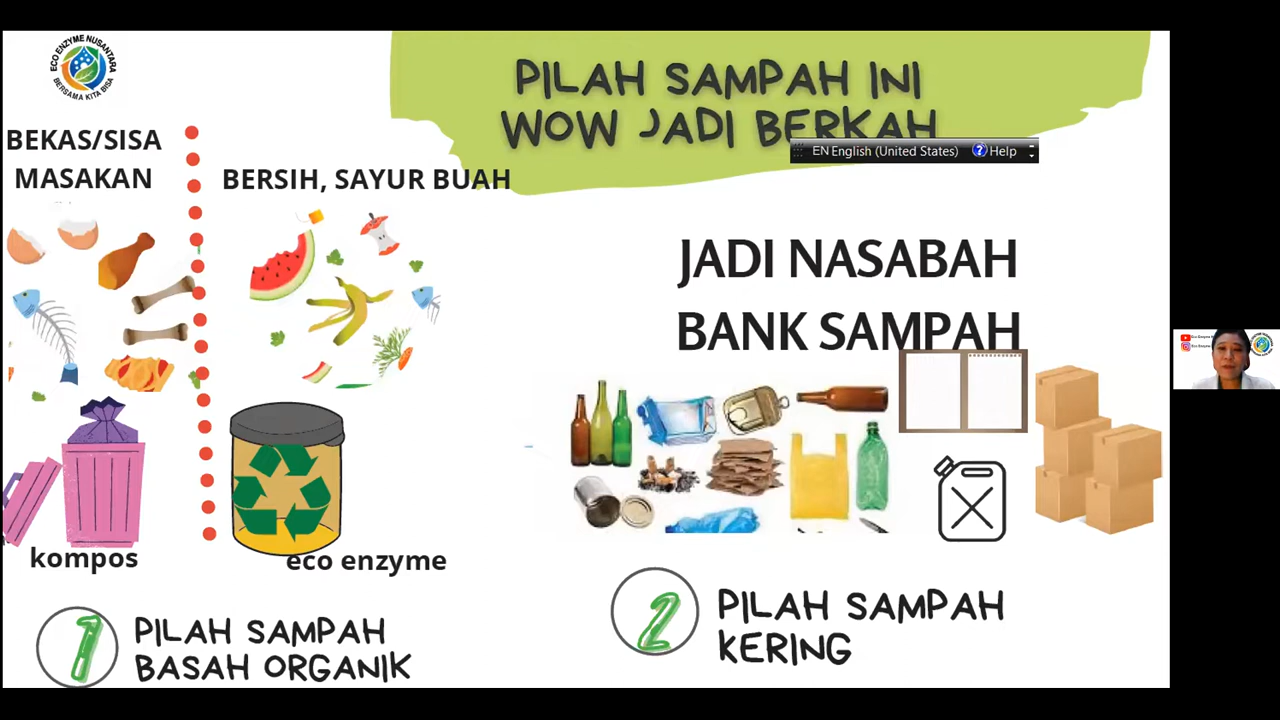 ECO ENZYME NUSANTARA
BERSAMA KITA BISA
PILAH SAMPAH INI
WOW JADI BERKAH
EN English (United States) ? Help
BEKAS/SISA
MASAKAN
BERSIH, SAYUR BUAH
JADI NASABAH
BANK SAMPAH
kompos
eco enzyme
1 PILAH SAMPAH
BASAH ORGANIK
2 PILAH SAMPAH
KERING